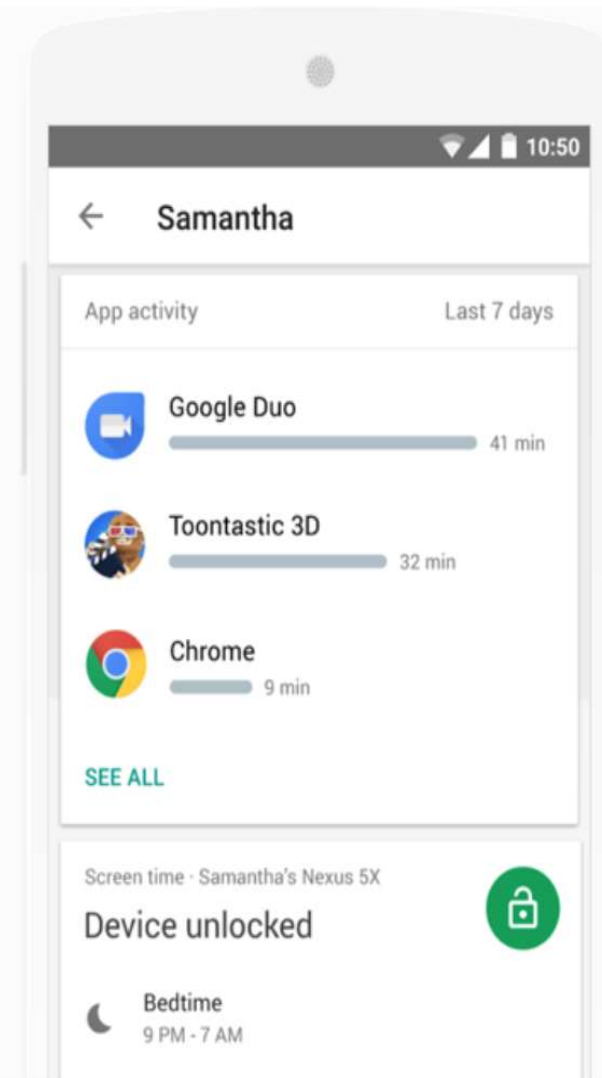 10:50
Samantha
App activity Last 7 days
Google Duo
41 min
Toontastic 3D
32 min
Chrome
9 min
SEE ALL
Screen time · Samantha's Nexus 5X
Device unlocked
Bedtime
9 PM - 7 AM